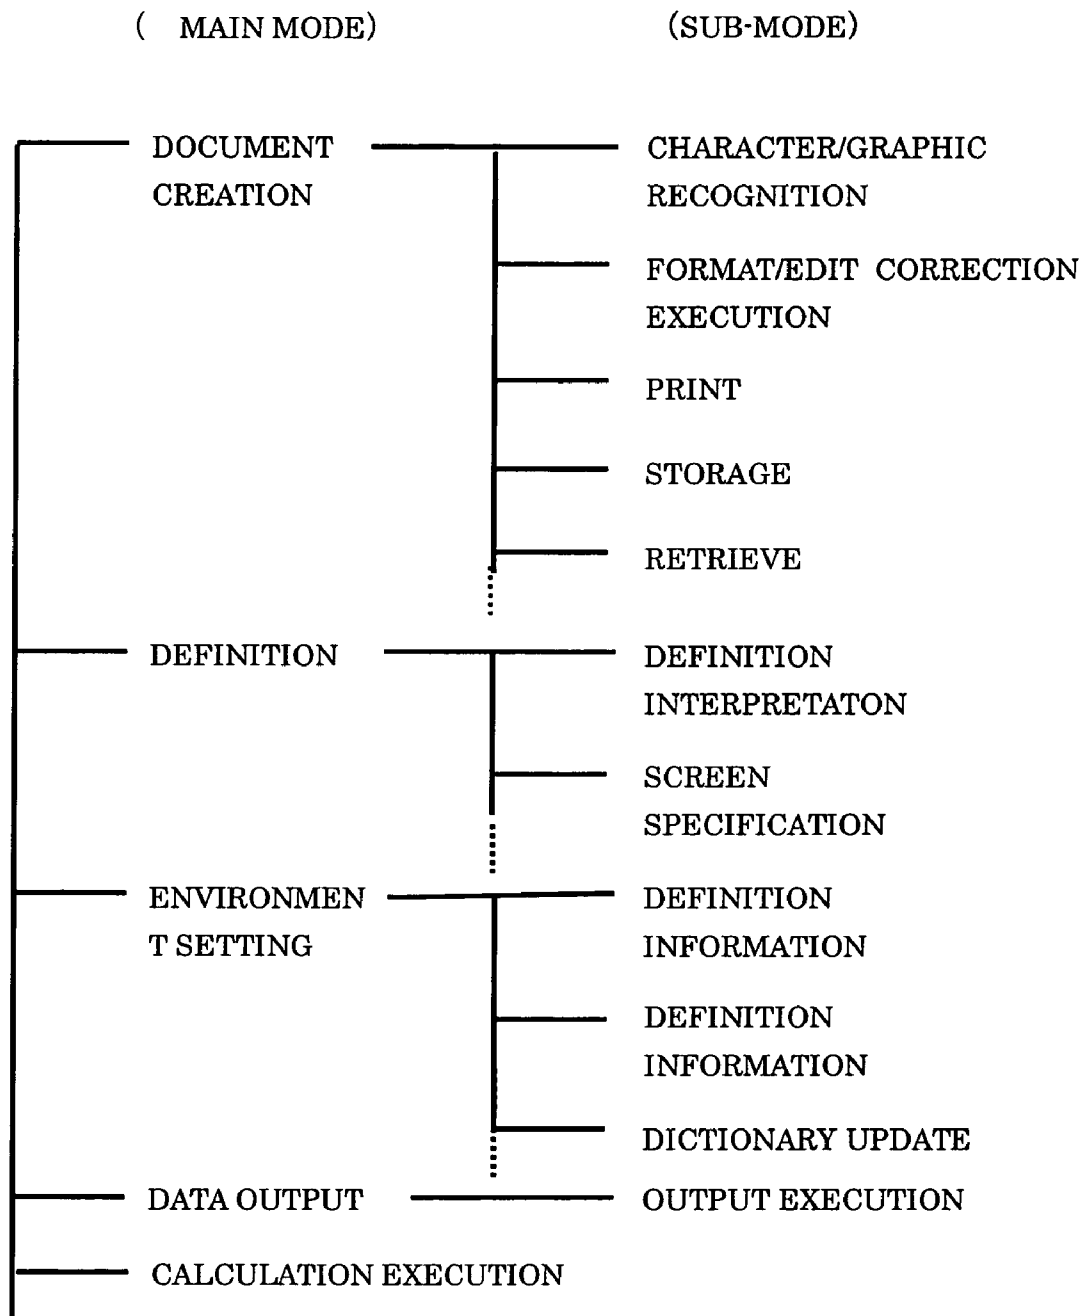 ( MAIN MODE) (SUB-MODE)
DOCUMENT CHARACTER/GRAPHIC
CREATION RECOGNITION
FORMAT/EDIT CORRECTION
EXECUTION
PRINT
STORAGE
RETRIEVE
DEFINITION DEFINITION
INTERPRETATON
SCREEN
SPECIFICATION
ENVIRONMEN DEFINITION
T SETTING INFORMATION
DEFINITION
INFORMATION
DICTIONARY UPDATE
DATA OUTPUT OUTPUT EXECUTION
CALCULATION EXECUTION